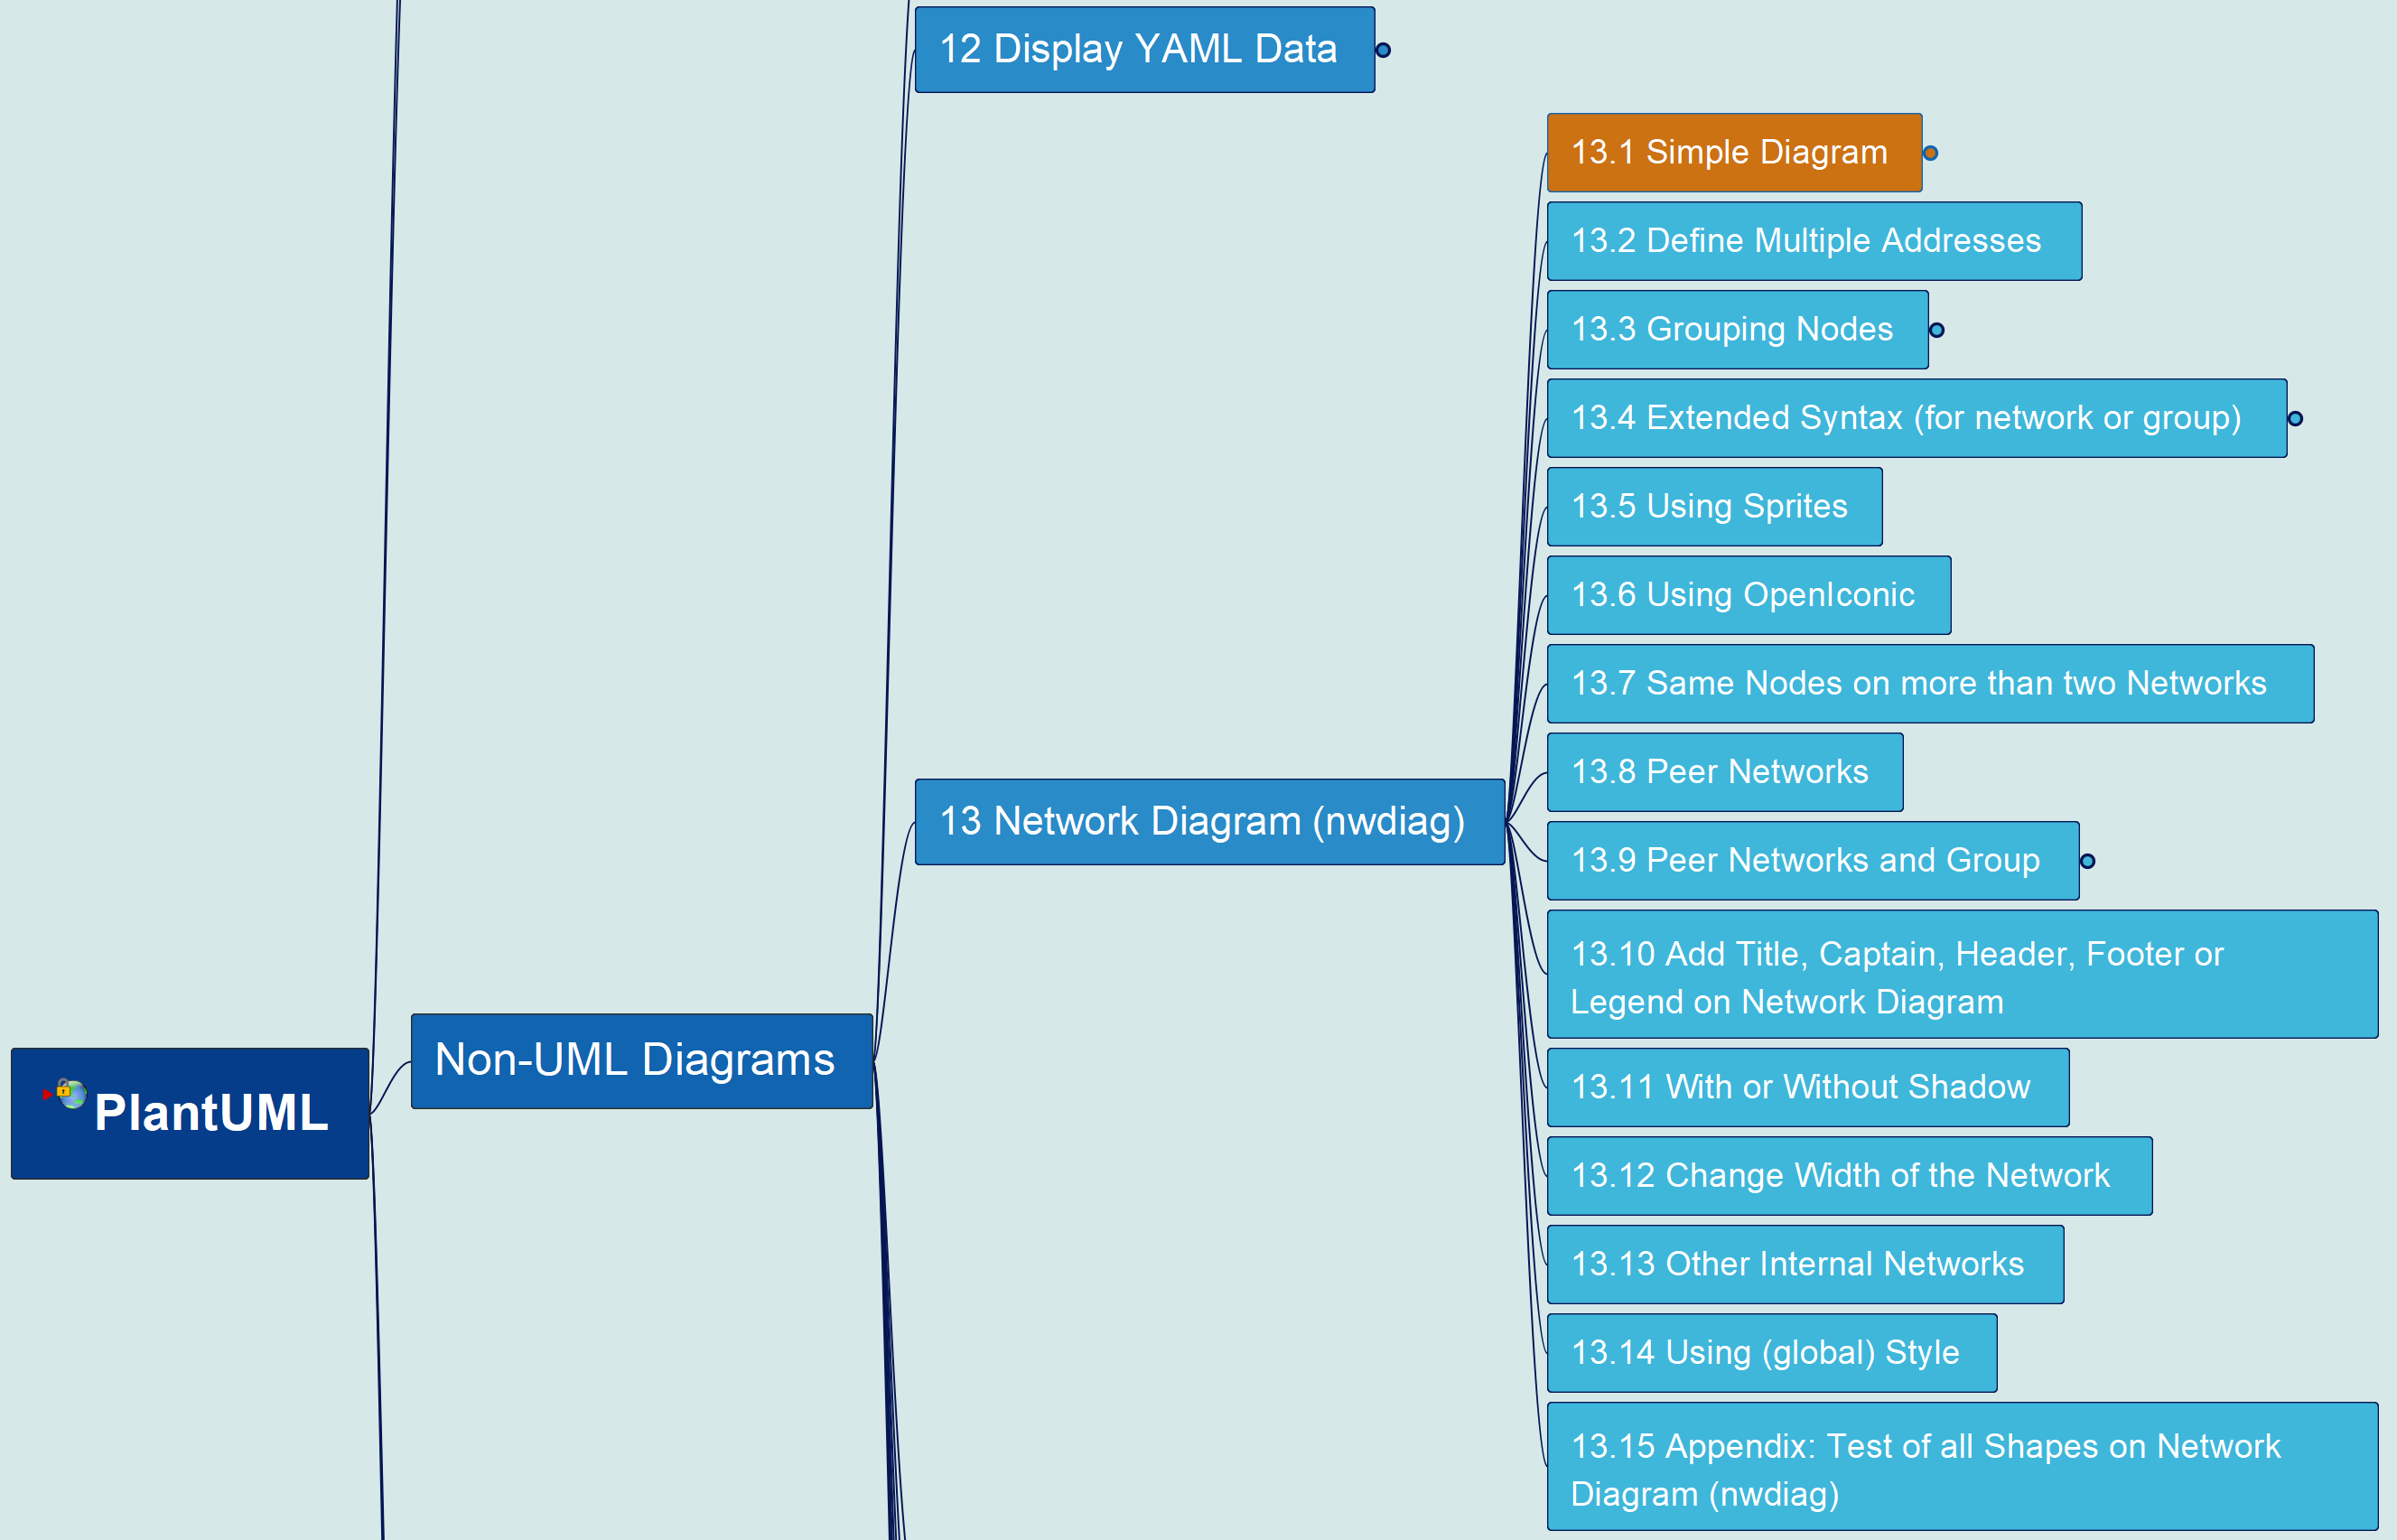 12 Display YAML Data
13.1 Simple Diagram
13.2 Define Multiple Addresses
13.3 Grouping Nodes
13.4 Extended Syntax (for network or group)
13.5 Using Sprites
13.6 Using OpenIconic
13.7 Same Nodes on more than two Networks
13.8 Peer Networks
13 Network Diagram (nwdiag)
13.9 Peer Networks and Group
13.10 Add Title, Captain, Header, Footer or
Legend on Network Diagram
Non-UML Diagrams
PlantUML
13.11 With or Without Shadow
13.12 Change Width of the Network
13.13 Other Internal Networks
13.14 Using (global) Style
13.15 Appendix: Test of all Shapes on Network
Diagram (nwdiag)